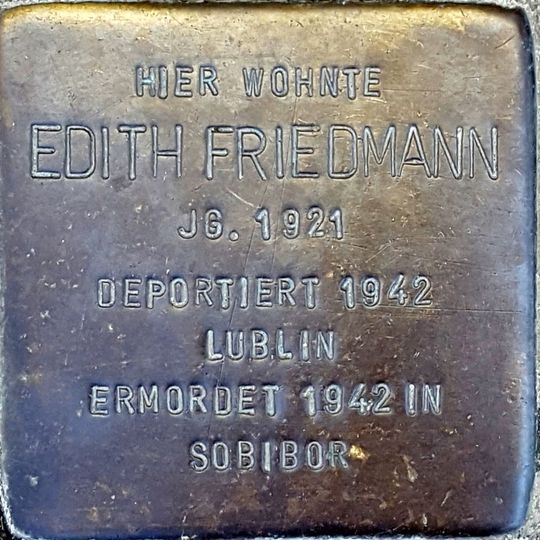 HIER WOHNTE
EDITH FRIEDMANN
JG. 1921
DEPORTIERT 1942
LUBLIN
ERMORDET 1942 IN
SOBIBOR